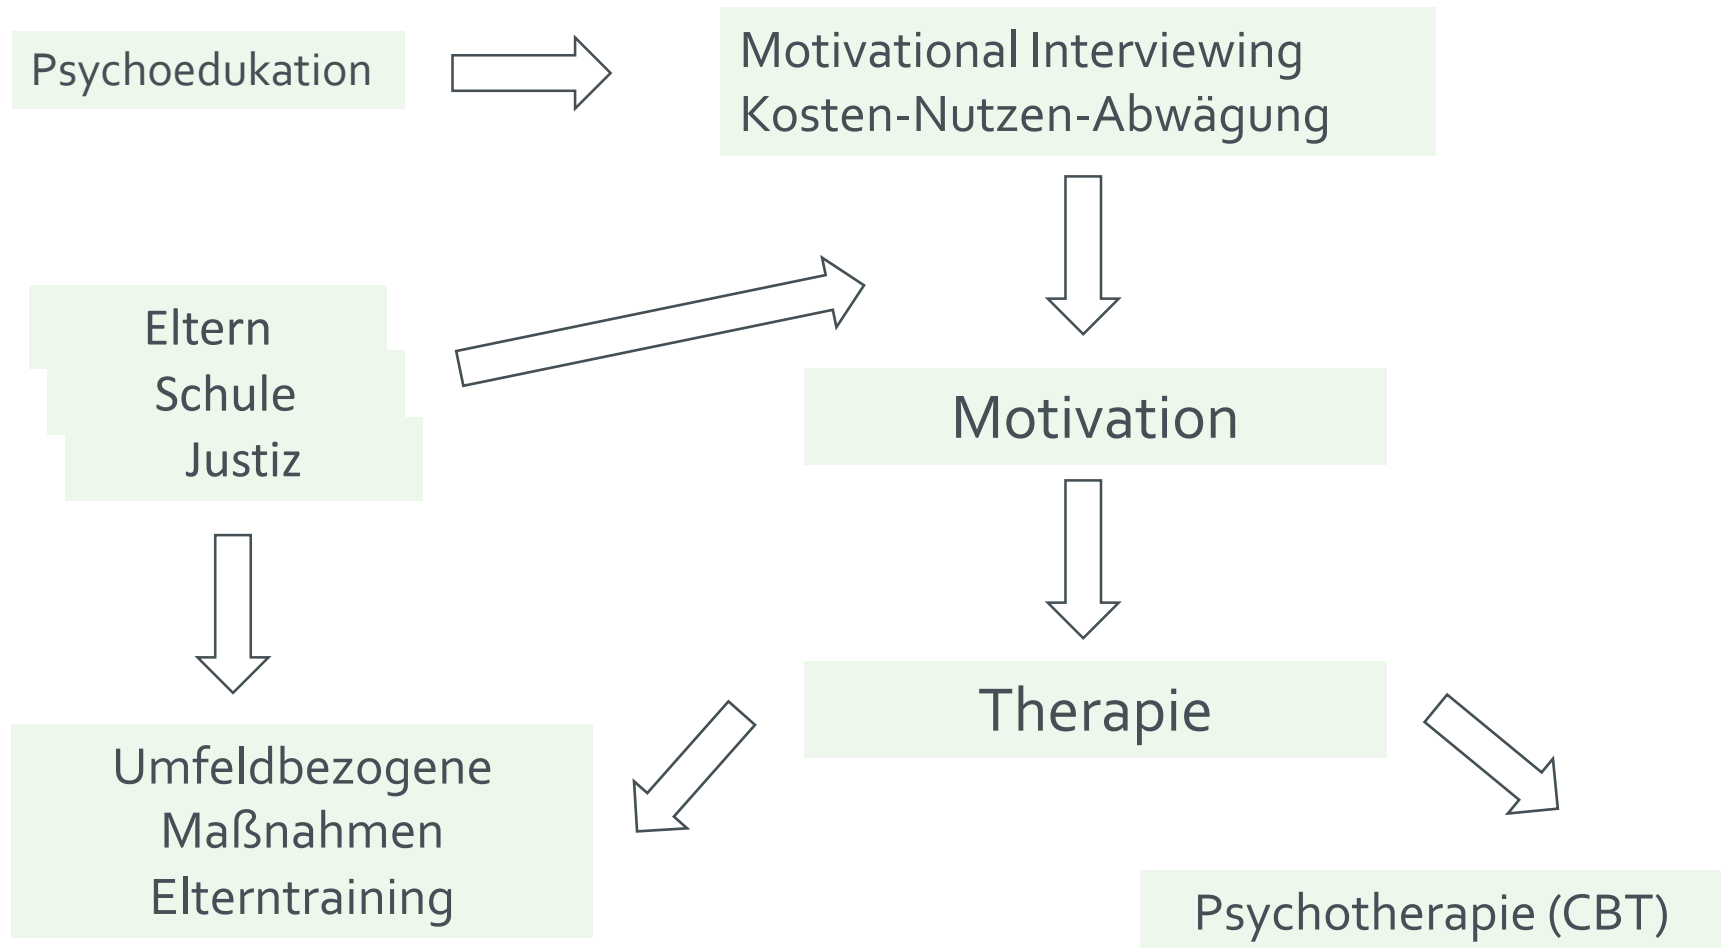 Psychoedukation
Motivational Interviewing
Kosten-Nutzen-Abwägung
Eltern
Schule
Justiz
Motivation
Therapie
Umfeldbezogene
Maßnahmen
Elterntraining
Psychotherapie (CBT)